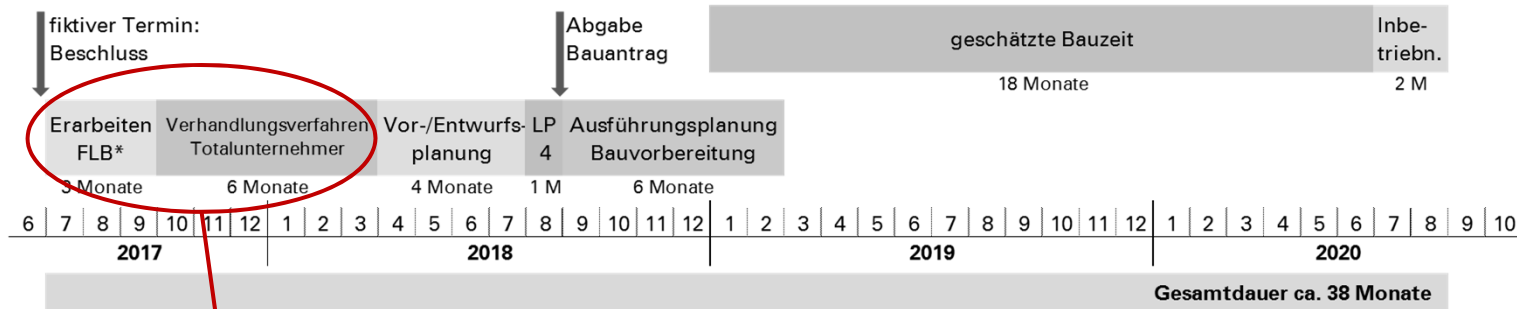 fiktiver Termin:
Beschluss
Abgabe
Bauantrag
geschätzte Bauzeit
Inbe-
triebn.
18 Monate
2 M
Erarbeiten
FLB*
Verhandlungsverfahren
Totalunternehmer
Vor-/Entwurfs-
planung
LP
4
Ausführungsplanung
Bauvorbereitung
3 Monate
6 Monate
4 Monate
1 M
6 Monate
6 7 8 9 10 11 12 1 2 3 4 5 6 7 8 9 10 11 12 1 2 3 4 5 6 7 8 9 10 11 12 1 2 3 4 5 6 7 8 9 10
2017 2018 2019 2020
Gesamtdauer ca. 38 Monate